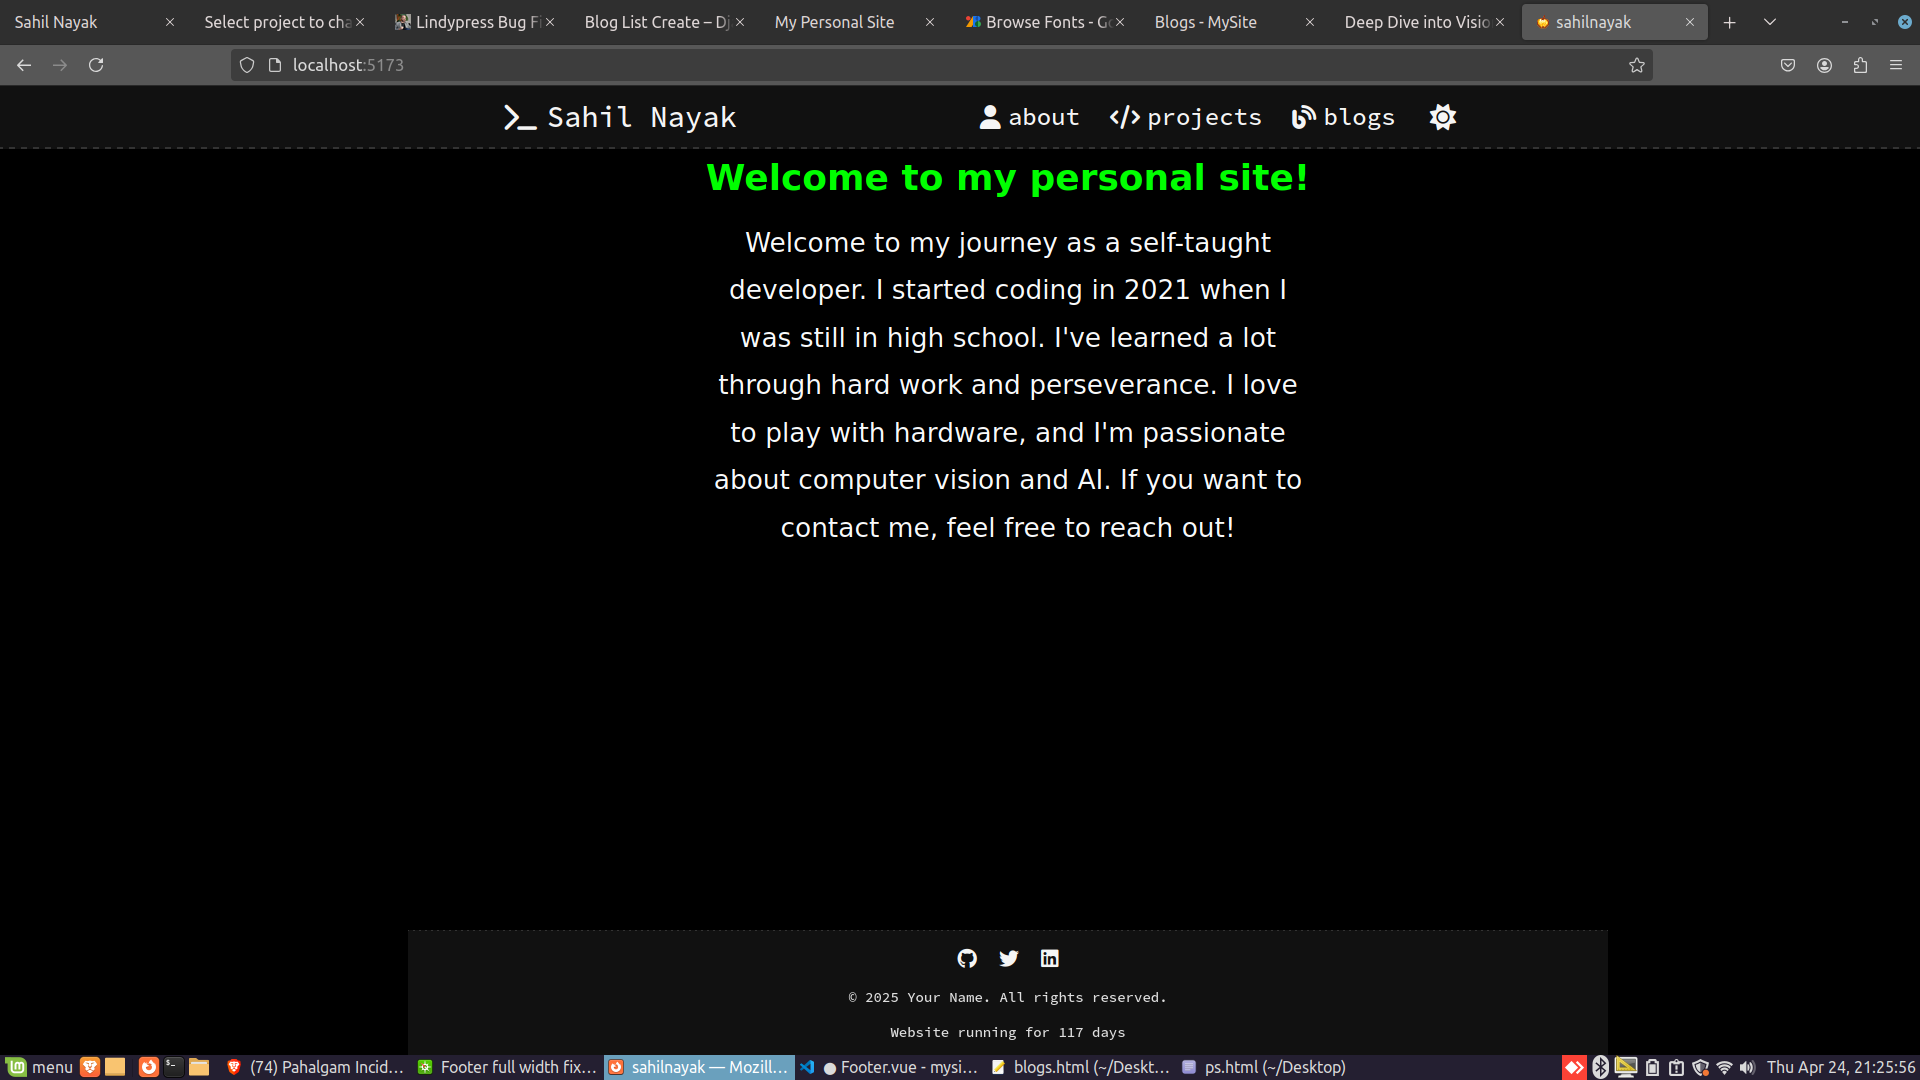 Sahil Nayak
Select project to cha
Lindypress Bug Fi
Blog List Create – Dj
My Personal Site
Browse Fonts - Go
Blogs - MySite
Deep Dive into Visio
sahilnayak
localhost:5173
Sahil Nayak
about
projects
blogs
Welcome to my personal site!
Welcome to my journey as a self-taught
developer. I started coding in 2021 when I
was still in high school. I've learned a lot
through hard work and perseverance. I love
to play with hardware, and I'm passionate
about computer vision and AI. If you want to
contact me, feel free to reach out!
© 2025 Your Name. All rights reserved.
Website running for 117 days
menu
(74) Pahalgam Incid...
Footer full width fix...
sahilnayak — Mozill...
● Footer.vue - mysi...
blogs.html (~/Deskt...
ps.html (~/Desktop)
Thu Apr 24, 21:25:56